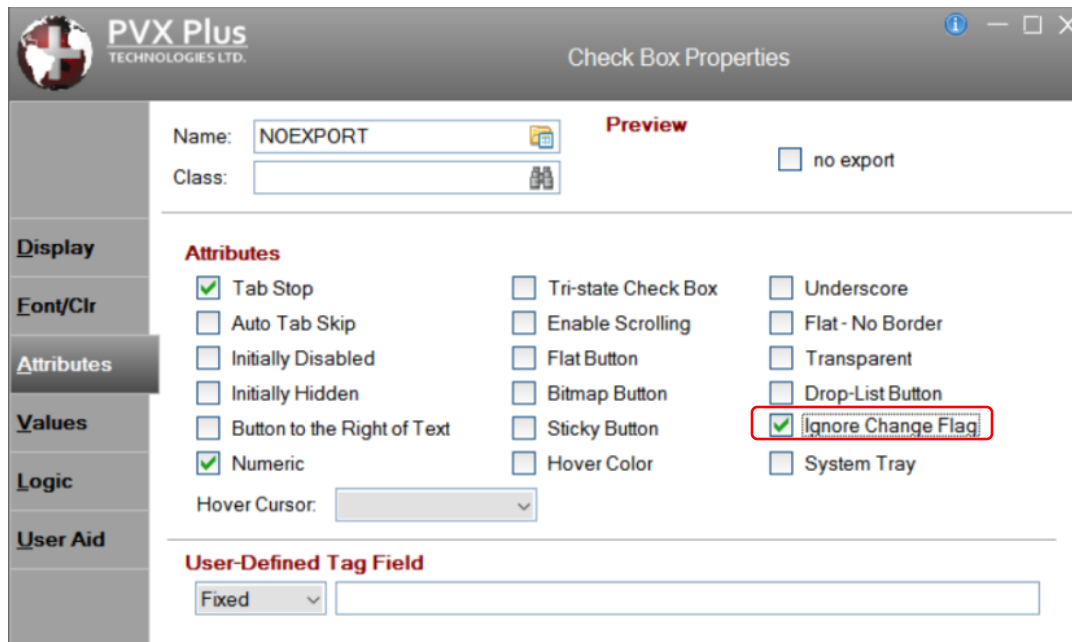 PVX Plus
TECHNOLOGIES LTD.
Check Box Properties
Name: NOEXPORT
Class:
Preview
no export
Display
Font/Clr
Attributes
Values
Logic
User Aid
Attributes
Tab Stop
Auto Tab Skip
Initially Disabled
Initially Hidden
Button to the Right of Text
Numeric
Tri-state Check Box
Enable Scrolling
Flat Button
Bitmap Button
Sticky Button
Hover Color
Underscore
Flat - No Border
Transparent
Drop-List Button
Ignore Change Flag
System Tray
Hover Cursor:
User-Defined Tag Field
Fixed